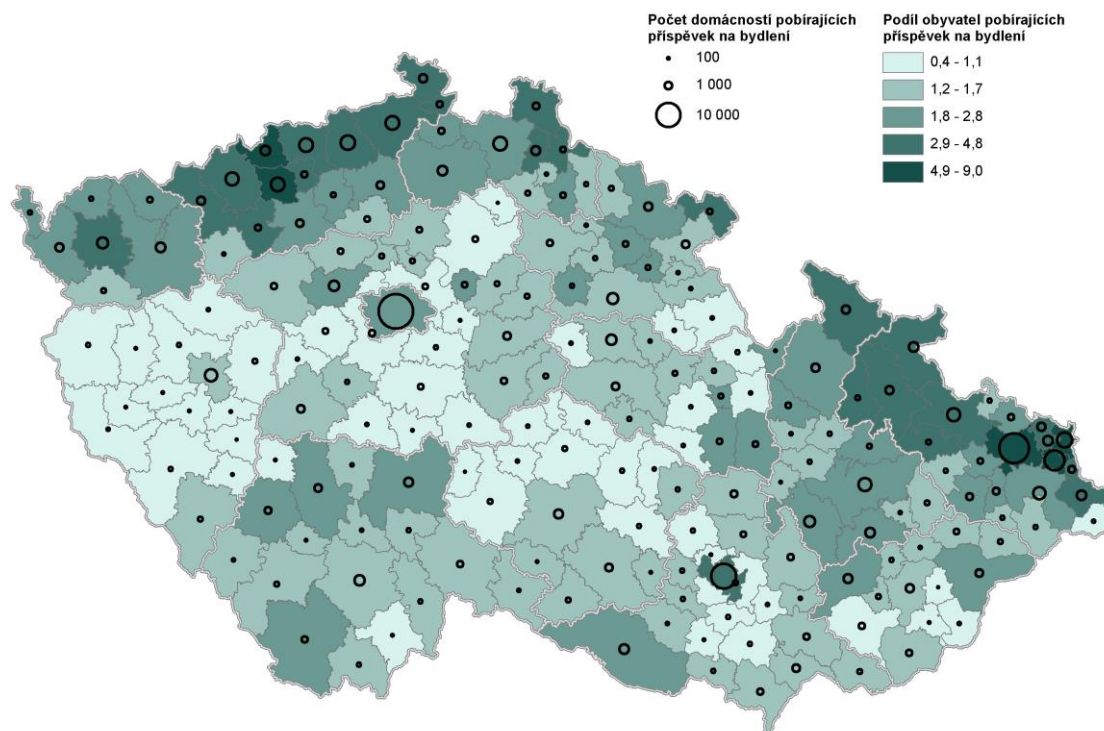 Počet domácností pobírajících
příspěvek na bydlení
100
1 000
10 000
Podíl obyvatel pobírajících
příspěvek na bydlení
0,4 - 1,1
1,2 - 1,7
1,8 - 2,8
2,9 - 4,8
4,9 - 9,0